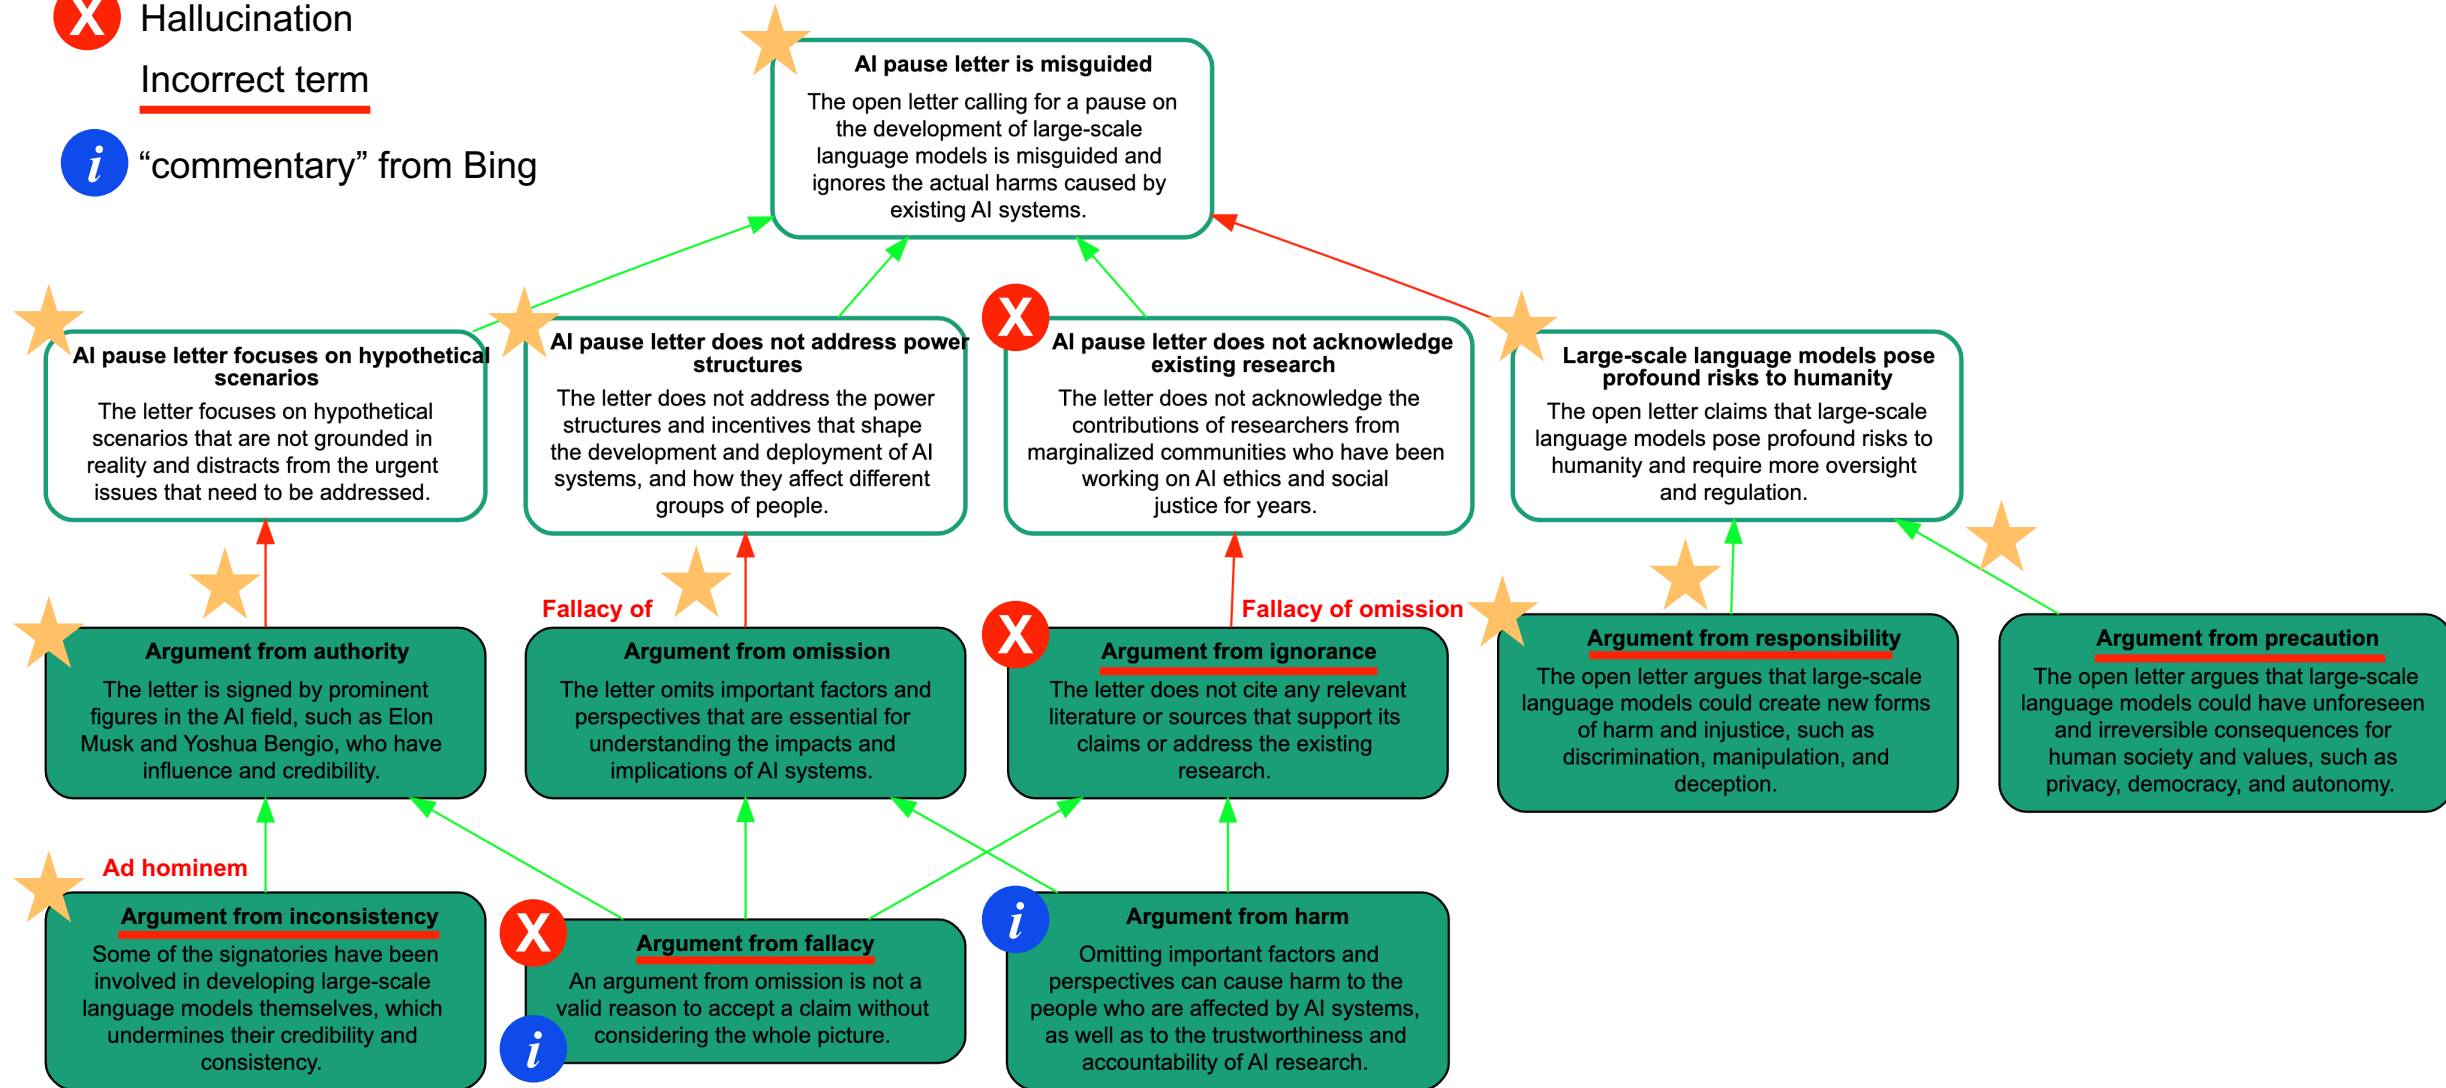 X Hallucination
Incorrect term
i “commentary” from Bing
AI pause letter is misguided
The open letter calling for a pause on
the development of large-scale
language models is misguided and
ignores the actual harms caused by
existing AI systems.
AI pause letter focuses on hypothetical
scenarios
The letter focuses on hypothetical
scenarios that are not grounded in
reality and distracts from the urgent
issues that need to be addressed.
AI pause letter does not address power
structures
The letter does not address the power
structures and incentives that shape
the development and deployment of AI
systems, and how they affect different
groups of people.
X
AI pause letter does not acknowledge
existing research
The letter does not acknowledge the
contributions of researchers from
marginalized communities who have been
working on AI ethics and social
justice for years.
Large-scale language models pose
profound risks to humanity
The open letter claims that large-scale
language models pose profound risks to
humanity and require more oversight
and regulation.
Argument from authority
The letter is signed by prominent
figures in the AI field, such as Elon
Musk and Yoshua Bengio, who have
influence and credibility.
Fallacy of
Argument from omission
The letter omits important factors and
perspectives that are essential for
understanding the impacts and
implications of AI systems.
X
Fallacy of omission
Argument from ignorance
The letter does not cite any relevant
literature or sources that support its
claims or address the existing
research.
Argument from responsibility
The open letter argues that large-scale
language models could create new forms
of harm and injustice, such as
discrimination, manipulation, and
deception.
Argument from precaution
The open letter argues that large-scale
language models could have unforeseen
and irreversible consequences for
human society and values, such as
privacy, democracy, and autonomy.
Ad hominem
Argument from inconsistency
Some of the signatories have been
involved in developing large-scale
language models themselves, which
undermines their credibility and
consistency.
X
Argument from fallacy
An argument from omission is not a
valid reason to accept a claim without
considering the whole picture.
i
i
Argument from harm
Omitting important factors and
perspectives can cause harm to the
people who are affected by AI systems,
as well as to the trustworthiness and
accountability of AI research.